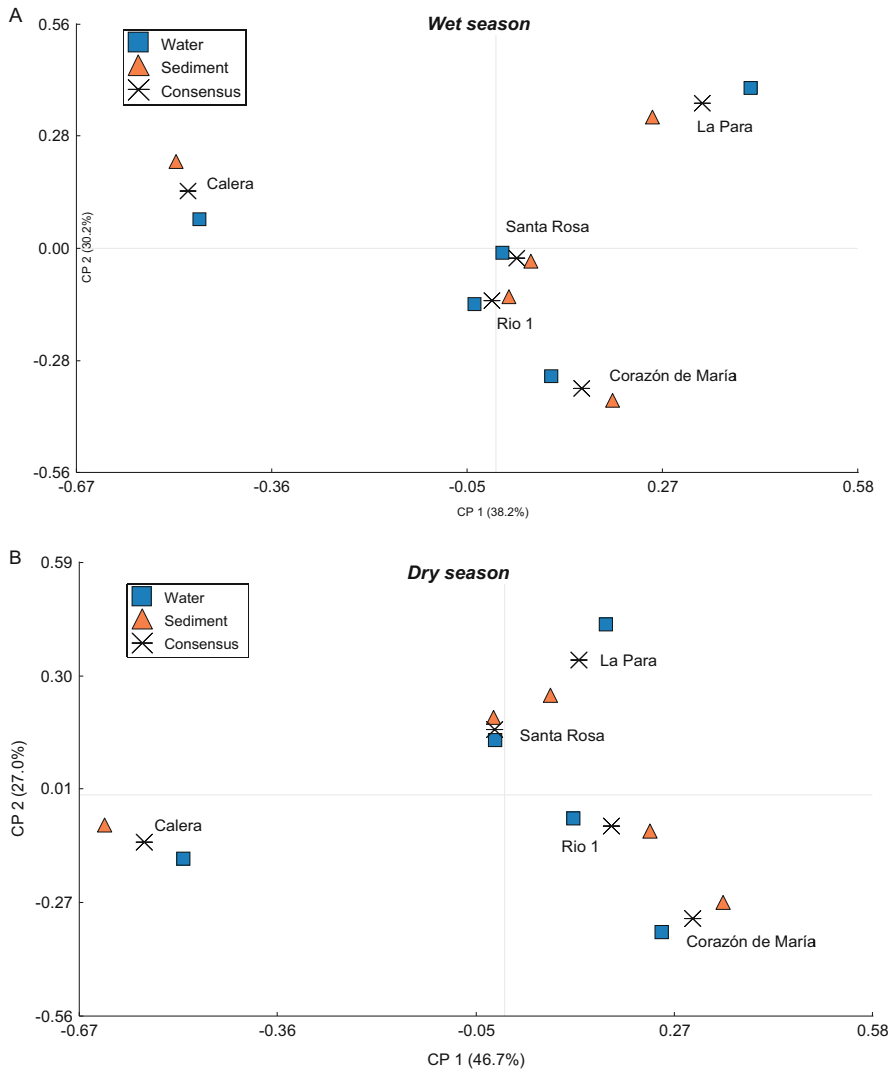 A
Wet season
0.56
Water
Sediment
Consensus
La Para
0.28
Calera
Santa Rosa
0.00
CP 2 (30.2%)
Rio 1
-0.28
Corazón de María
-0.56
-0.67
-0.36
-0.05
0.27
0.58
CP 1 (38.2%)
B
Dry season
0.59
Water
Sediment
Consensus
La Para
0.30
Santa Rosa
0.01
CP 2 (27.0%)
Calera
Rio 1
-0.27
Corazón de María
-0.56
-0.67
-0.36
-0.05
0.27
0.58
CP 1 (46.7%)